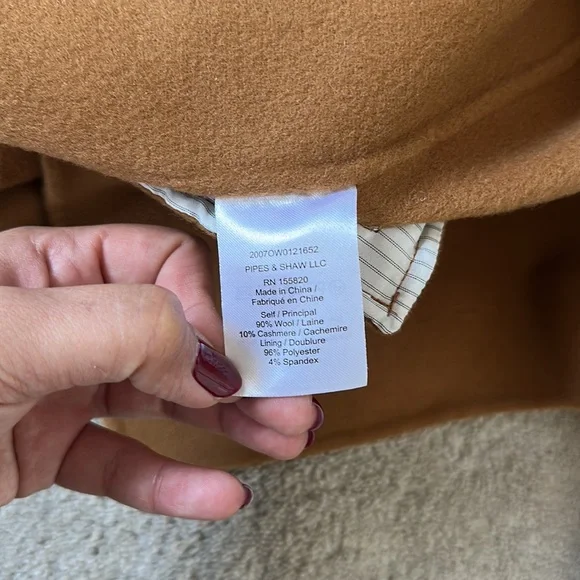 2007OW0121652
PIPES & SHAW LLC
RN 155820
Made in China /
Fabriqué en Chine
Self / Principal
90% Wool / Laine
10% Cashmere / Cachemire
Lining / Doublure
96% Polyester
4% Spandex